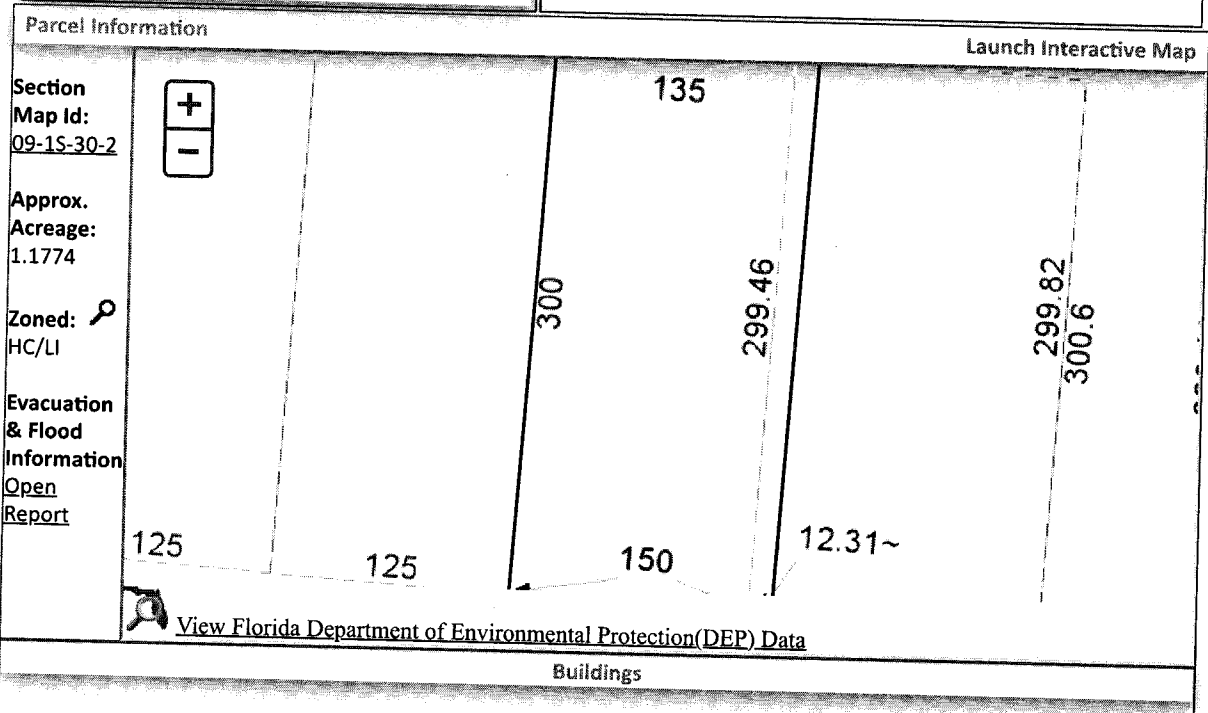 Parcel Information
Launch Interactive Map
Section
Map Id:
09-1S-30-2
Approx.
Acreage:
1.1774
Zoned:
HC/LI
Evacuation
& Flood
Information
Open
Report
+
−
135
300
299.46
299.82
300.6
125
125
150
12.31~
View Florida Department of Environmental Protection(DEP) Data
Buildings